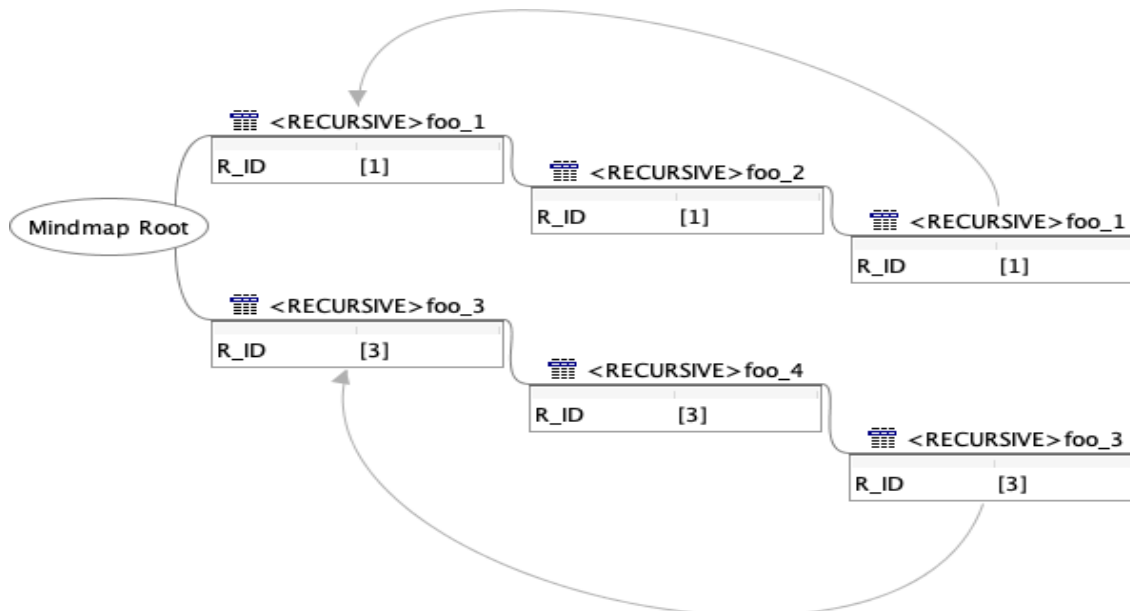 <RECURSIVE>foo_1
R_ID [1]
<RECURSIVE>foo_2
R_ID [1]
<RECURSIVE>foo_1
R_ID [1]
Mindmap Root
<RECURSIVE>foo_3
R_ID [3]
<RECURSIVE>foo_4
R_ID [3]
<RECURSIVE>foo_3
R_ID [3]